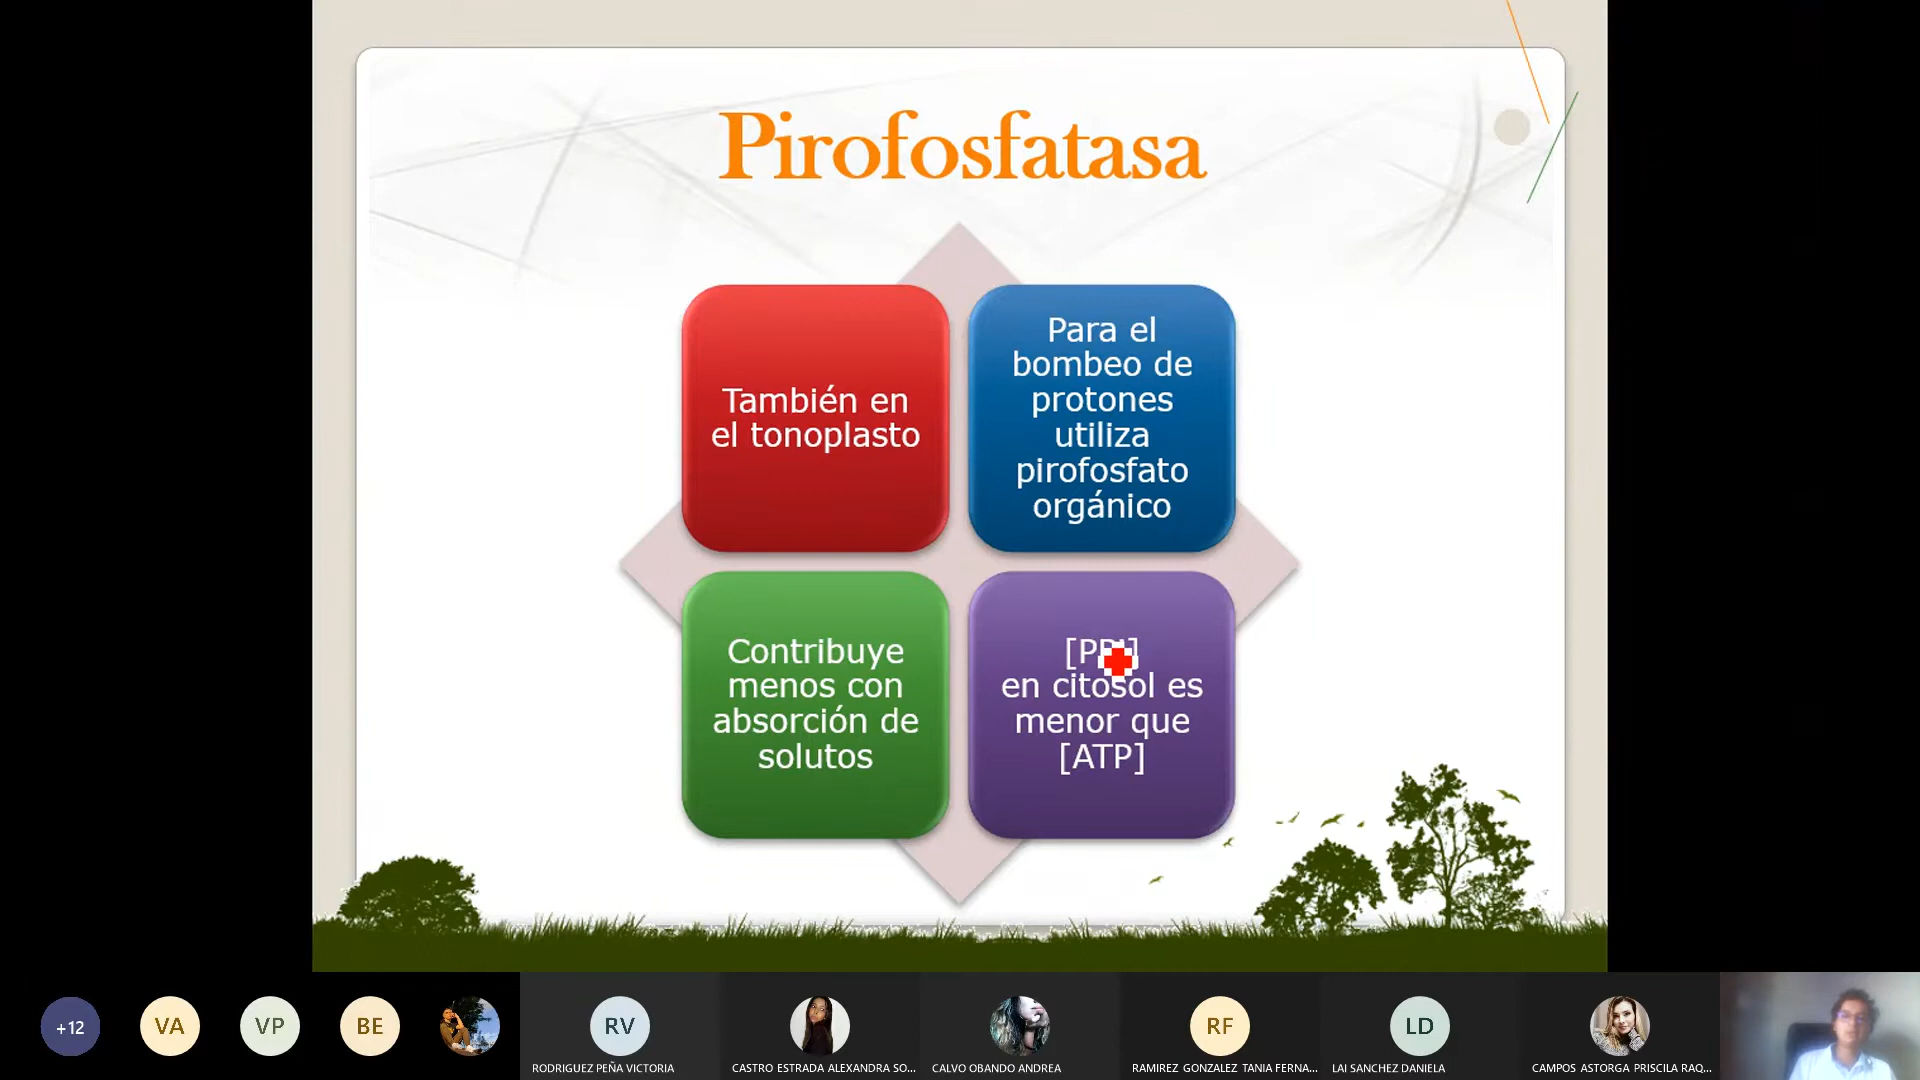 Pirofosfatasa
También en
el tonoplasto
Para el
bombeo de
protones
utiliza
pirofosfato
orgánico
Contribuye
menos con
absorción de
solutos
en citosol es
menor que
[ATP]
+12
VA
VP
BE
RV
RF
LD
RODRIGUEZ PEÑA VICTORIA
CASTRO ESTRADA ALEXANDRA SO...
CALVO OBANDO ANDREA
RAMIREZ GONZALEZ TANIA FERNA...
LAI SANCHEZ DANIELA
CAMPOS ASTORGA PRISCILA RAQ...